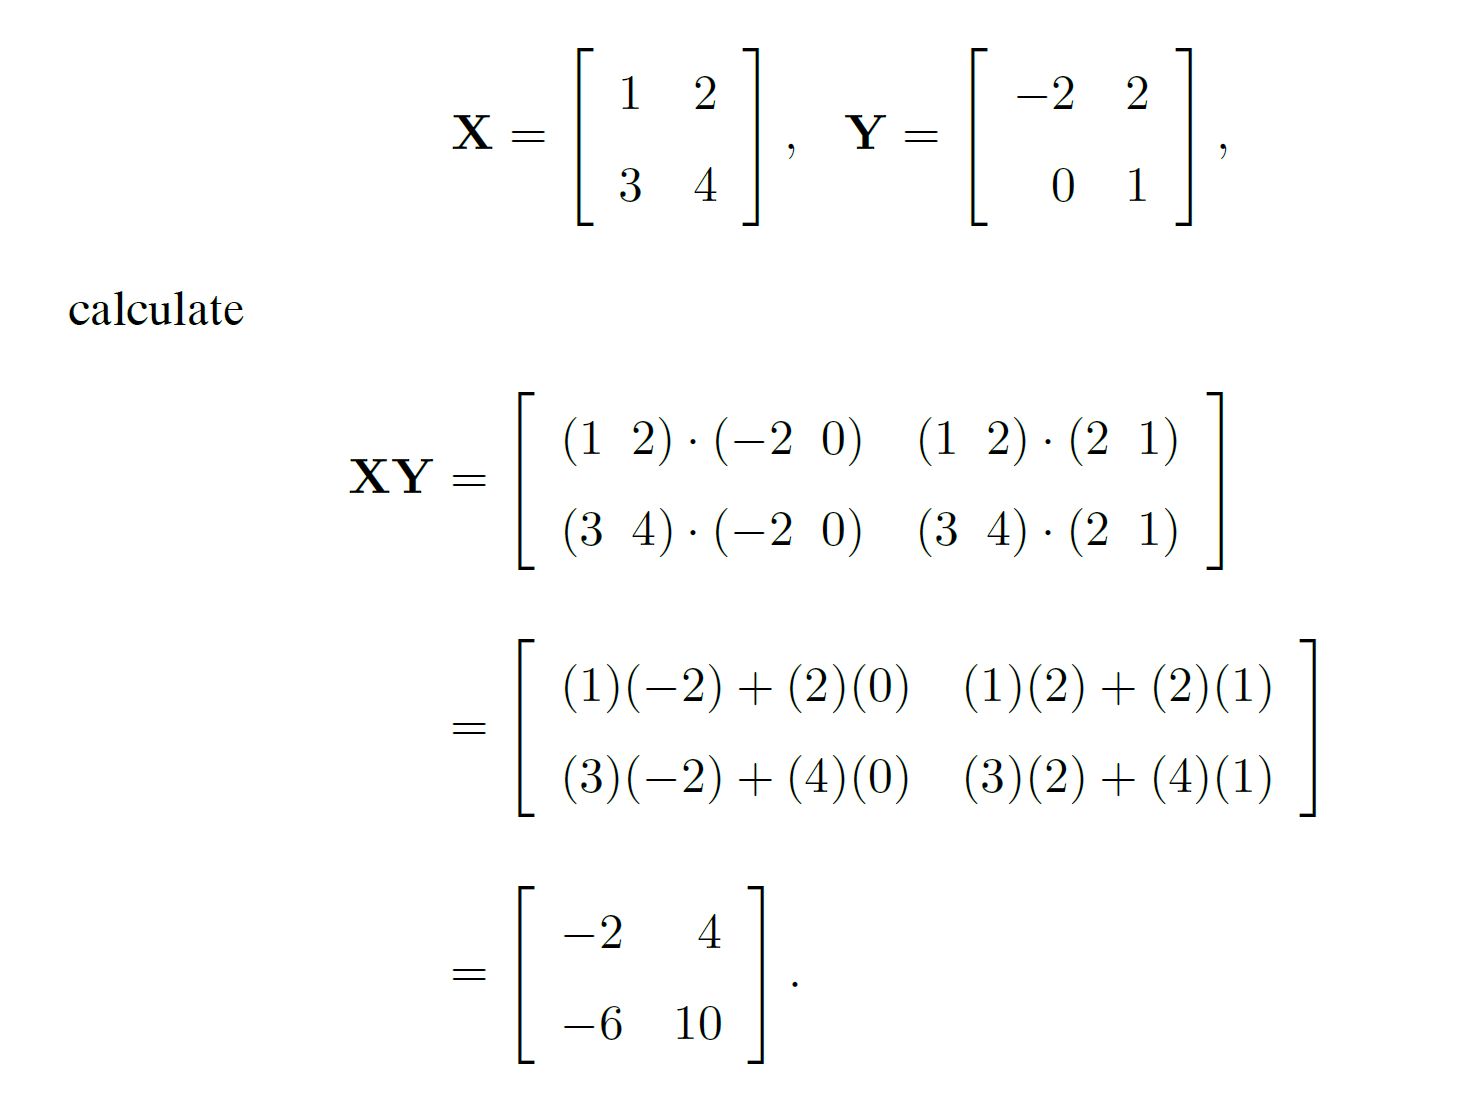 X = [ 1 2 ; 3 4 ] , Y = [ −2 2 ; 0 1 ] ,
calculate
XY = [ (1 2) · (−2 0) (1 2) · (2 1) ; (3 4) · (−2 0) (3 4) · (2 1) ]
= [ (1)(−2) + (2)(0) (1)(2) + (2)(1) ; (3)(−2) + (4)(0) (3)(2) + (4)(1) ]
= [ −2 4 ; −6 10 ] .